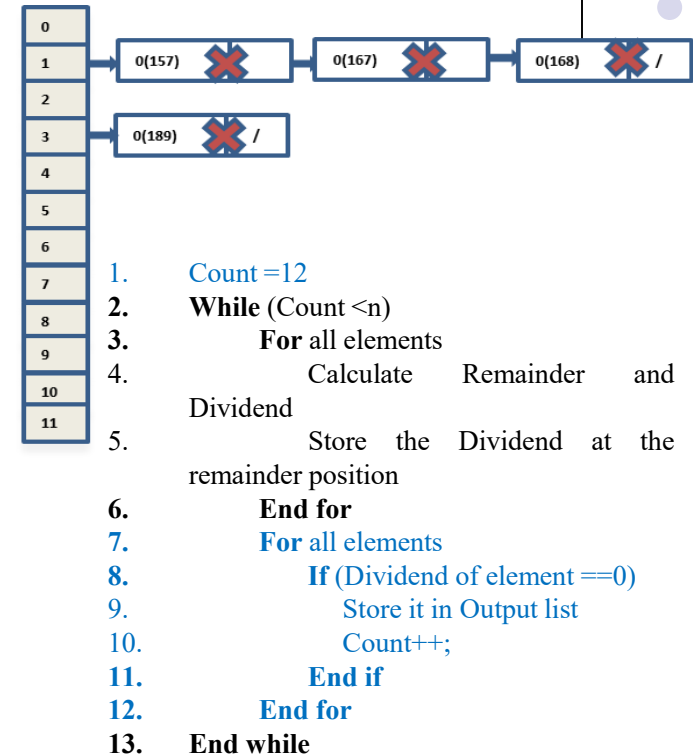 0
1 0(157) 0(167) 0(168) /
2
3 0(189) /
4
5
6
7
8
9
10
11
1. Count =12
2. While (Count <n)
3. For all elements
4. Calculate Remainder and
Dividend
5. Store the Dividend at the
remainder position
6. End for
7. For all elements
8. If (Dividend of element ==0)
9. Store it in Output list
10. Count++;
11. End if
12. End for
13. End while